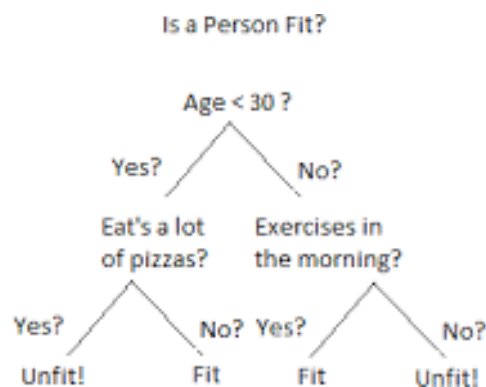 Is a Person Fit?
Age < 30 ?
Yes?
No?
Eat's a lot
of pizzas?
Exercises in
the morning?
Yes?
No?
Yes?
No?
Unfit!
Fit
Fit
Unfit!